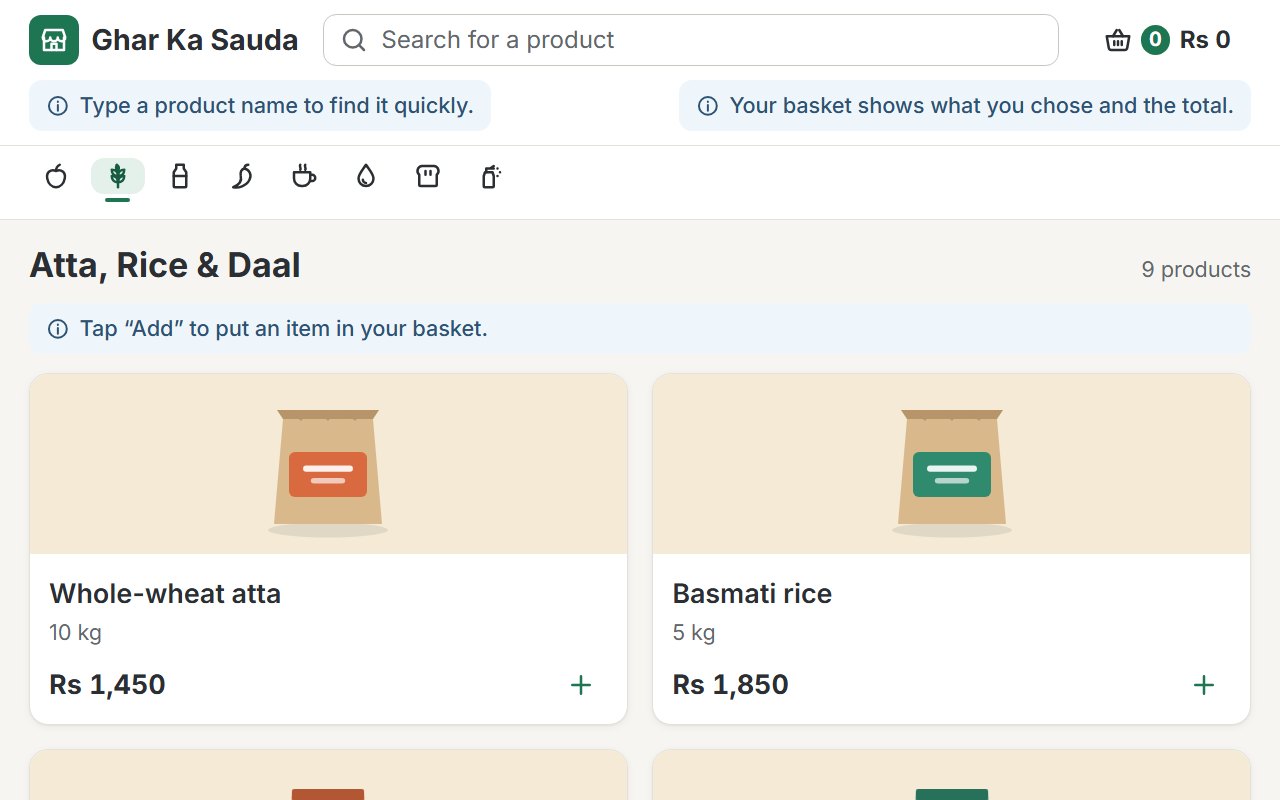 Ghar Ka Sauda
Search for a product
0 Rs 0
Type a product name to find it quickly.
Your basket shows what you chose and the total.
Atta, Rice & Daal
9 products
Tap “Add” to put an item in your basket.
Whole-wheat atta
10 kg
Rs 1,450
Basmati rice
5 kg
Rs 1,850